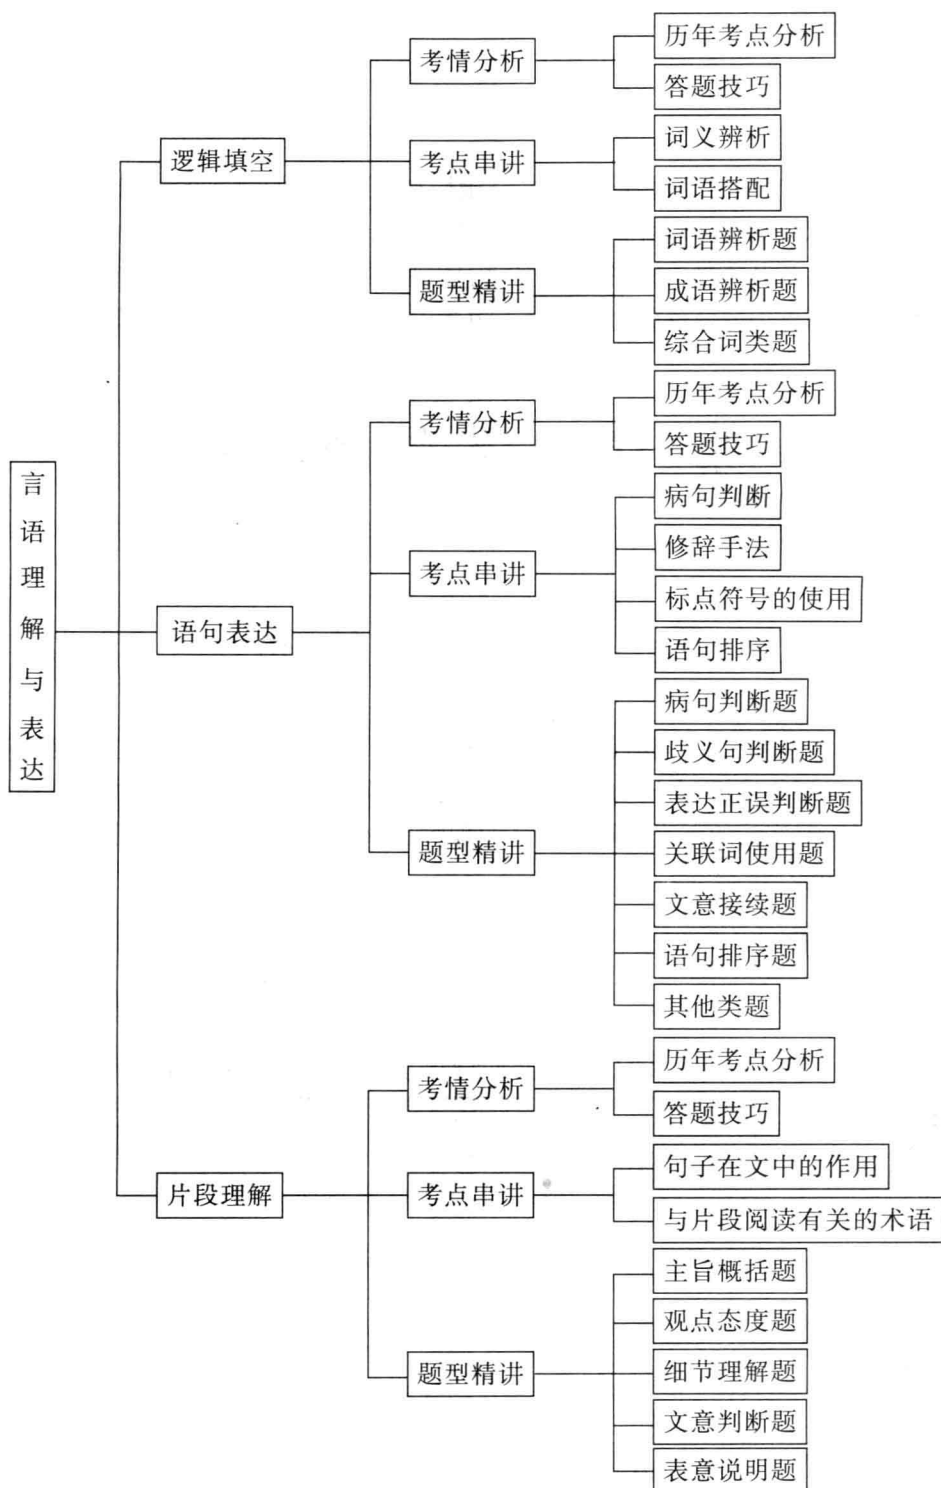 言语理解与表达
逻辑填空
考情分析
历年考点分析
答题技巧
考点串讲
词义辨析
词语搭配
题型精讲
词语辨析题
成语辨析题
综合词类题
语句表达
考情分析
历年考点分析
答题技巧
考点串讲
病句判断
修辞手法
标点符号的使用
语句排序
题型精讲
病句判断题
歧义句判断题
表达正误判断题
关联词使用题
文意接续题
语句排序题
其他类题
片段理解
考情分析
历年考点分析
答题技巧
考点串讲
句子在文中的作用
与片段阅读有关的术语
题型精讲
主旨概括题
观点态度题
细节理解题
文意判断题
表意说明题